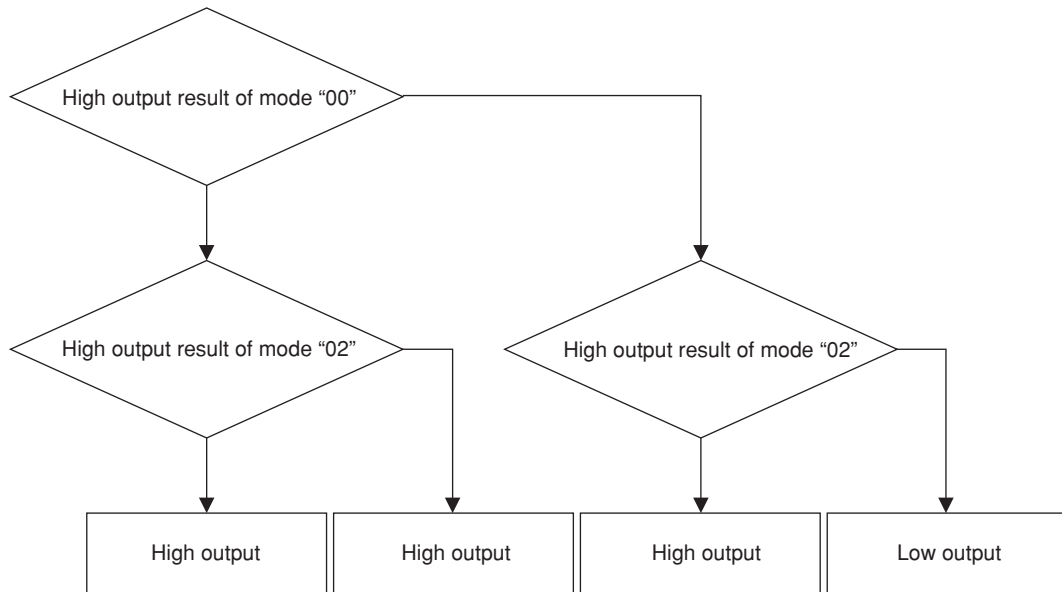 High output result of mode “00”
High output result of mode “02”
High output result of mode “02”
High output
High output
High output
Low output